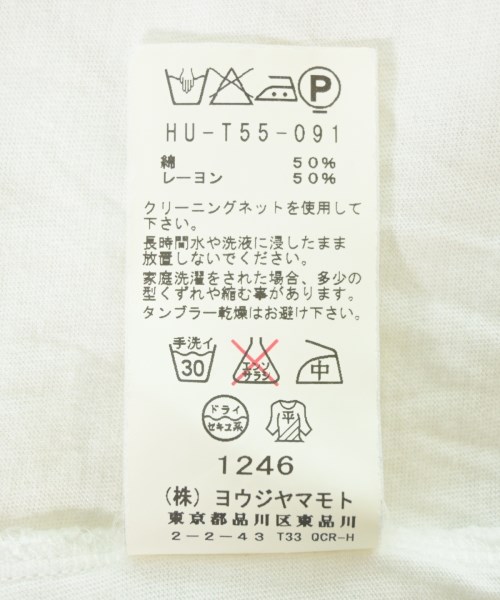 P
HU-T55-091
綿 50%
レーヨン 50%
クリーニングネットを使用して
下さい。
長時間水や洗液に浸したまま
放置しないでください。
家庭洗濯をされた場合、多少の
型くずれや縮む事があります。
タンブラー乾燥はお避け下さい。
手洗イ
30
エンソ
サラシ
中
ドライ
セキユ系
平
1246
(株) ヨウジヤマモト
東京都品川区東品川
2-2-43 T33 QCR-H